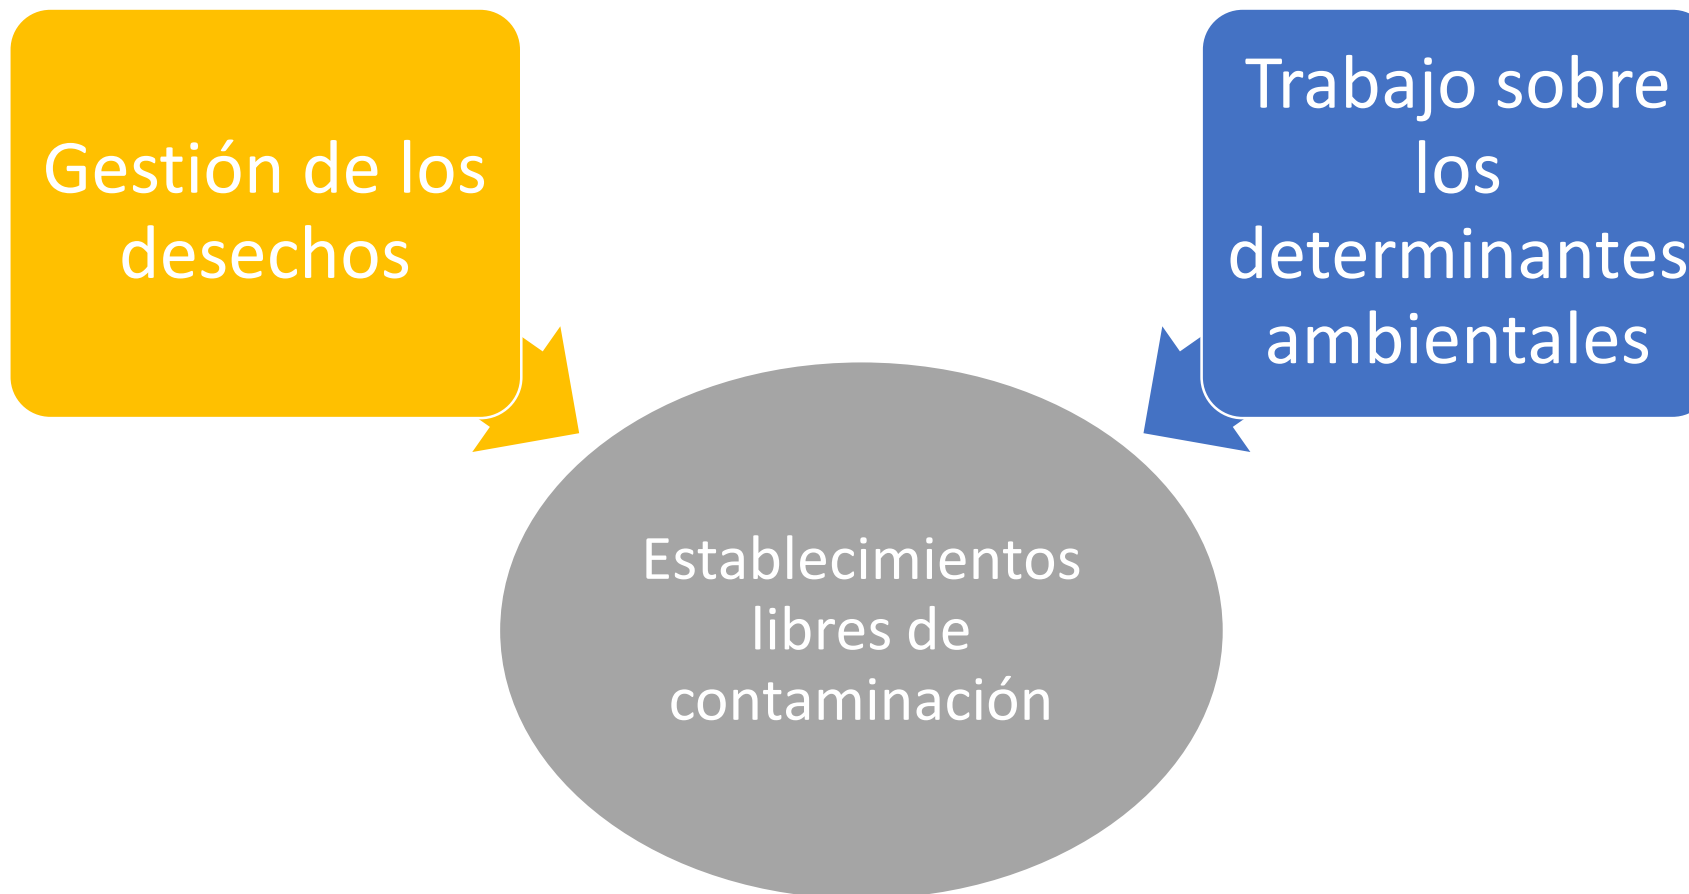 Gestión de los
desechos
Trabajo sobre
los
determinantes
ambientales
Establecimientos
libres de
contaminación